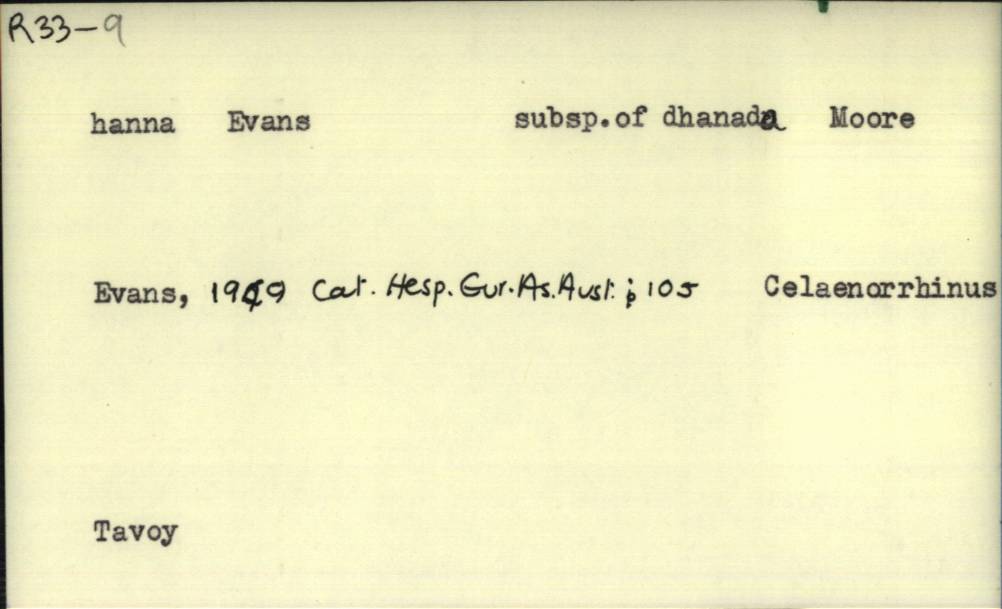 R33-9
hanna Evans subsp.of dhanada Moore
Evans, 1949 Cat. Hesp. Eur. As. Aust: p 105 Celaenorrhinus
Tavoy